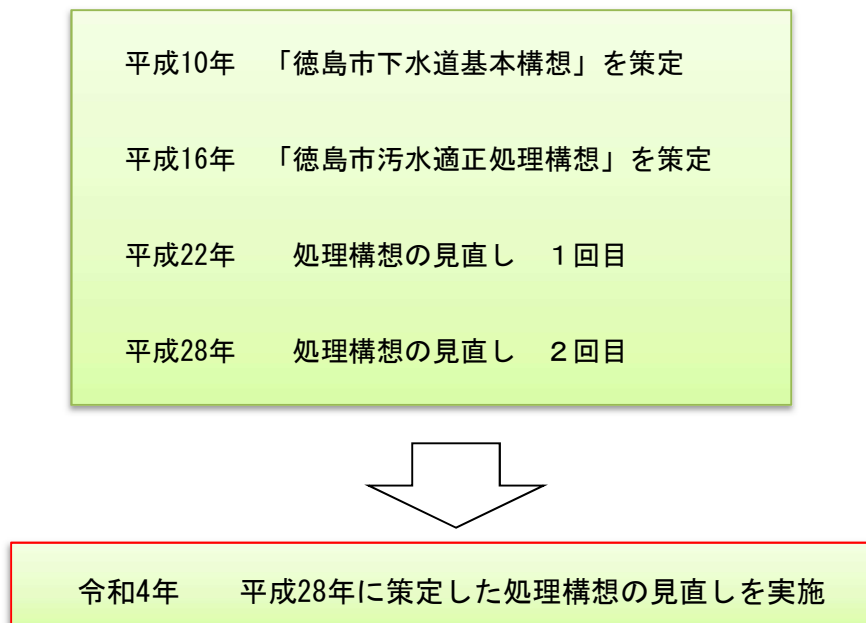 平成10年　「徳島市下水道基本構想」を策定
平成16年　「徳島市汚水適正処理構想」を策定
平成22年　　処理構想の見直し　１回目
平成28年　　処理構想の見直し　２回目
令和4年　　平成28年に策定した処理構想の見直しを実施